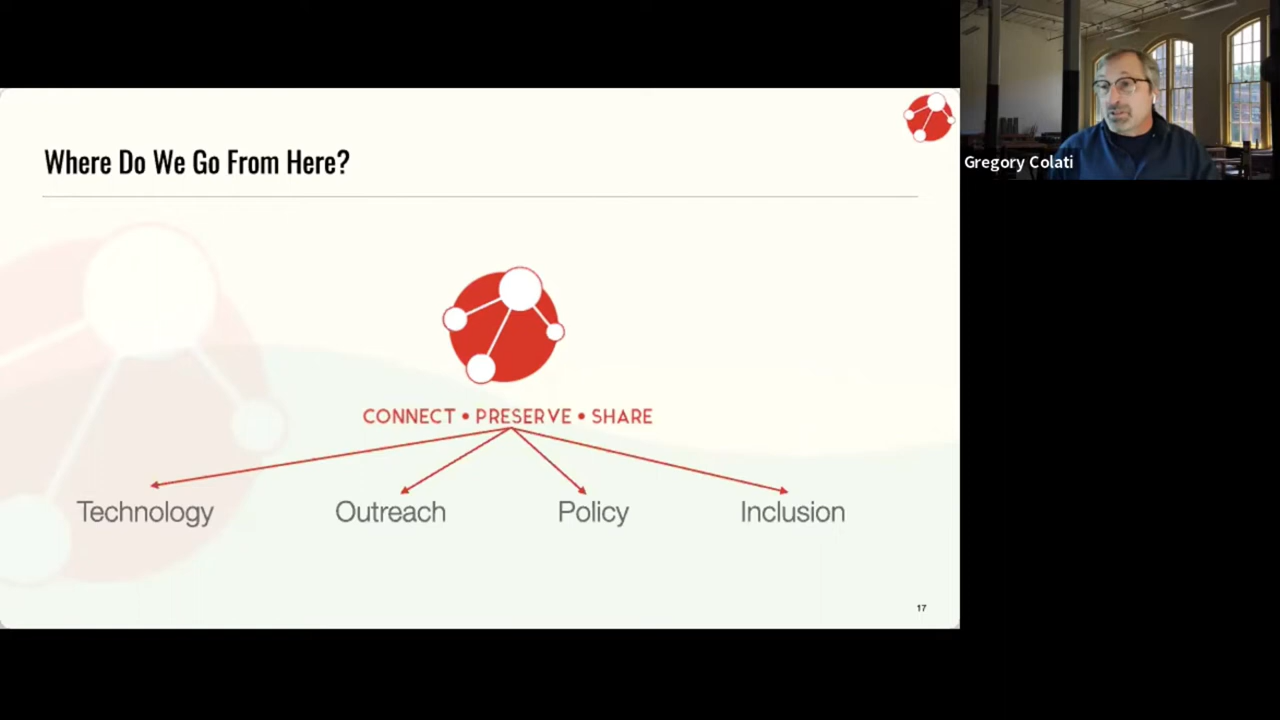 Where Do We Go From Here?
Gregory Colati
CONNECT • PRESERVE • SHARE
Technology Outreach Policy Inclusion
17